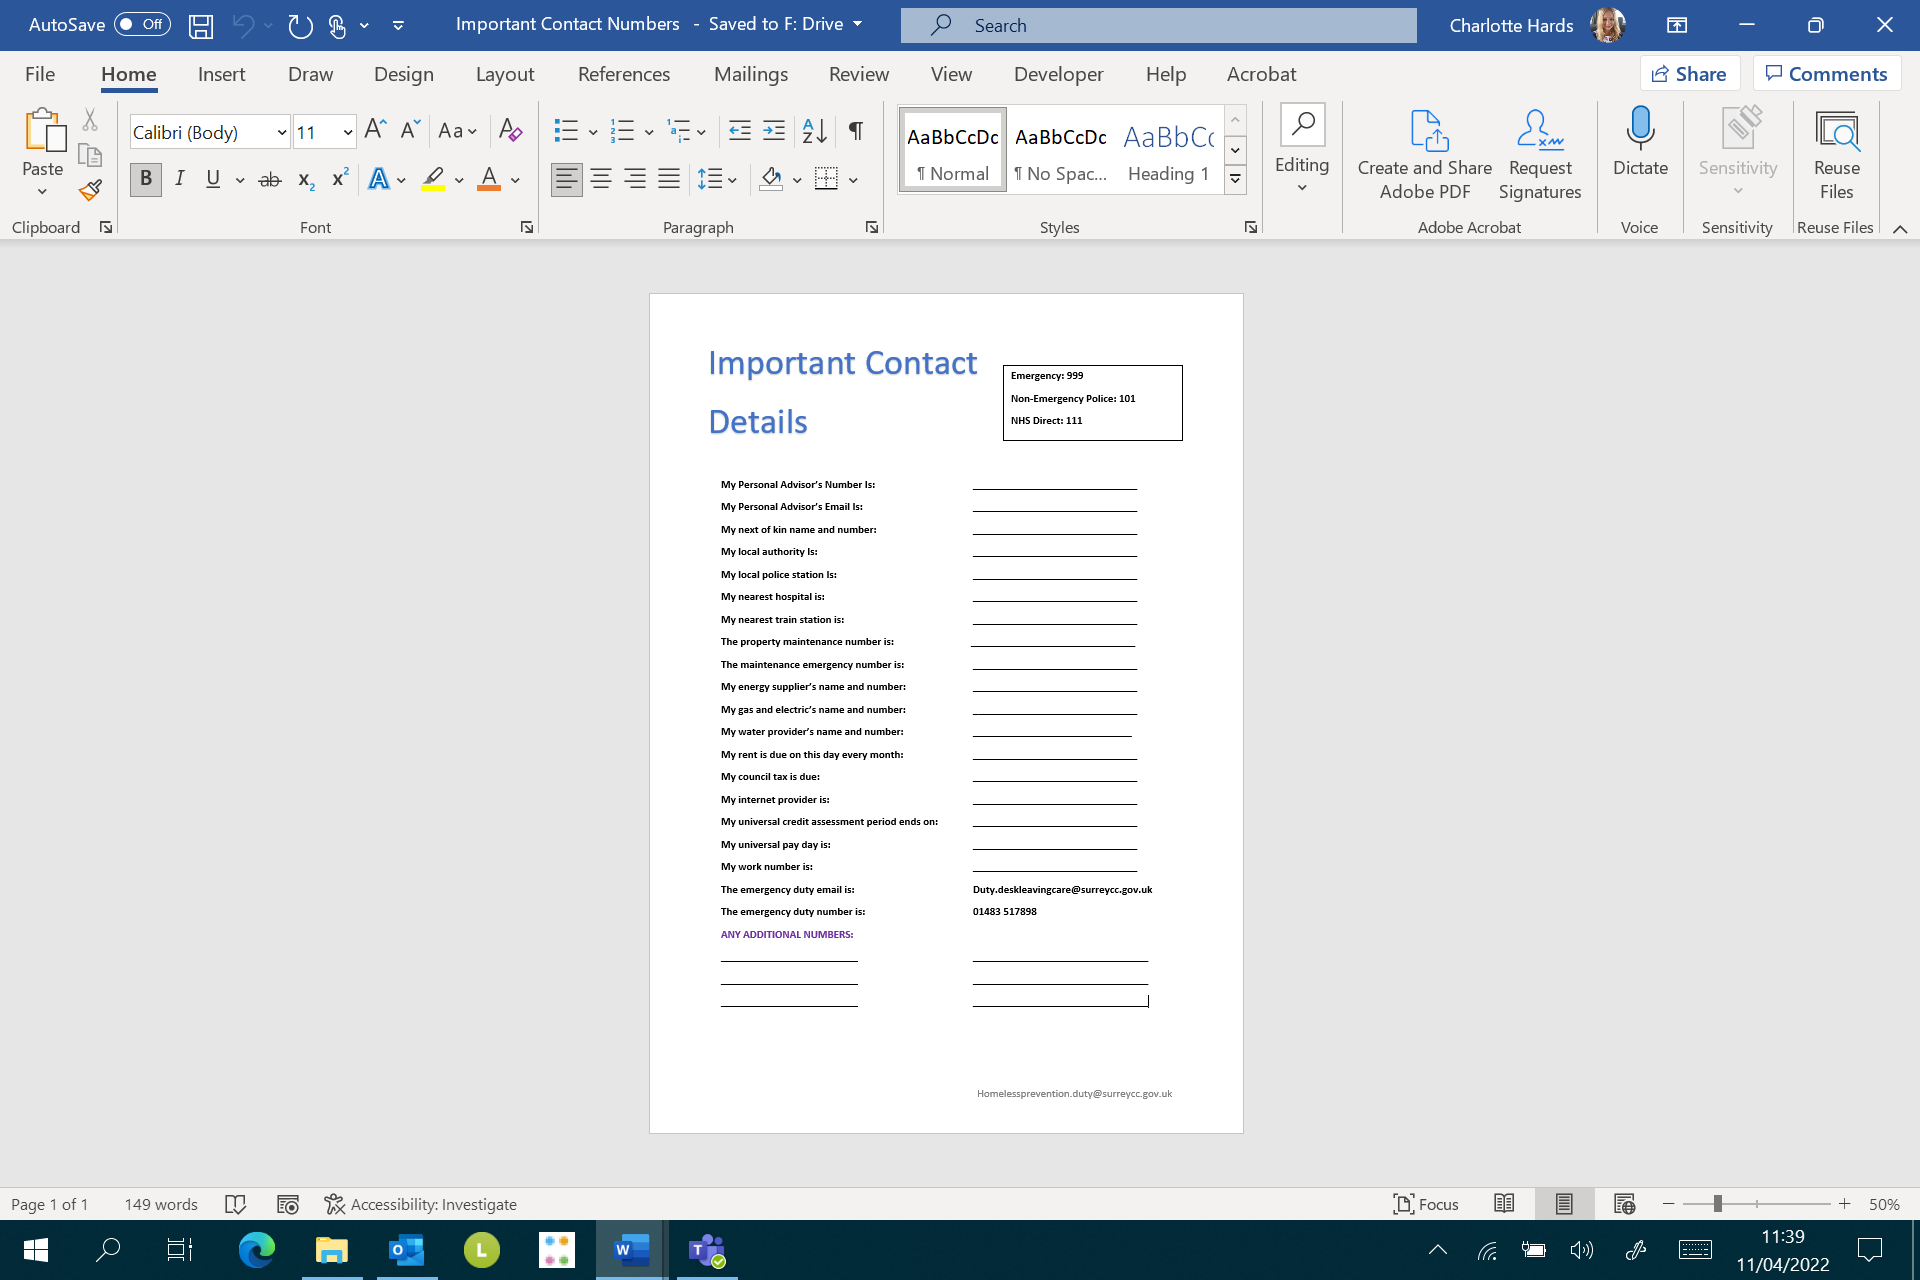 AutoSave Off Important Contact Numbers - Saved to F: Drive Search Charlotte Hards
File Home Insert Draw Design Layout References Mailings Review View Developer Help Acrobat Share Comments
Paste
Clipboard
Calibri (Body) 11 A A Aa A
B I U ab x2 x2 A A
Font
Paragraph
AaBbCcDc AaBbCcDc AaBbCc
¶ Normal ¶ No Spac... Heading 1
Styles
Editing
Create and Share Adobe PDF
Request Signatures
Adobe Acrobat
Dictate
Voice
Sensitivity
Sensitivity
Reuse Files
Reuse Files
Important Contact
Details
Emergency: 999
Non-Emergency Police: 101
NHS Direct: 111
My Personal Advisor's Number Is:
My Personal Advisor's Email Is:
My next of kin name and number:
My local authority Is:
My local police station Is:
My nearest hospital is:
My nearest train station is:
The property maintenance number is:
The maintenance emergency number is:
My energy supplier's name and number:
My gas and electric's name and number:
My water provider's name and number:
My rent is due on this day every month:
My council tax is due:
My internet provider is:
My universal credit assessment period ends on:
My universal pay day is:
My work number is:
The emergency duty email is: Duty.deskleavingcare@surreycc.gov.uk
The emergency duty number is: 01483 517898
ANY ADDITIONAL NUMBERS:
Homelessprevention.duty@surreycc.gov.uk
Page 1 of 1 149 words Accessibility: Investigate Focus 50%
11:39
11/04/2022